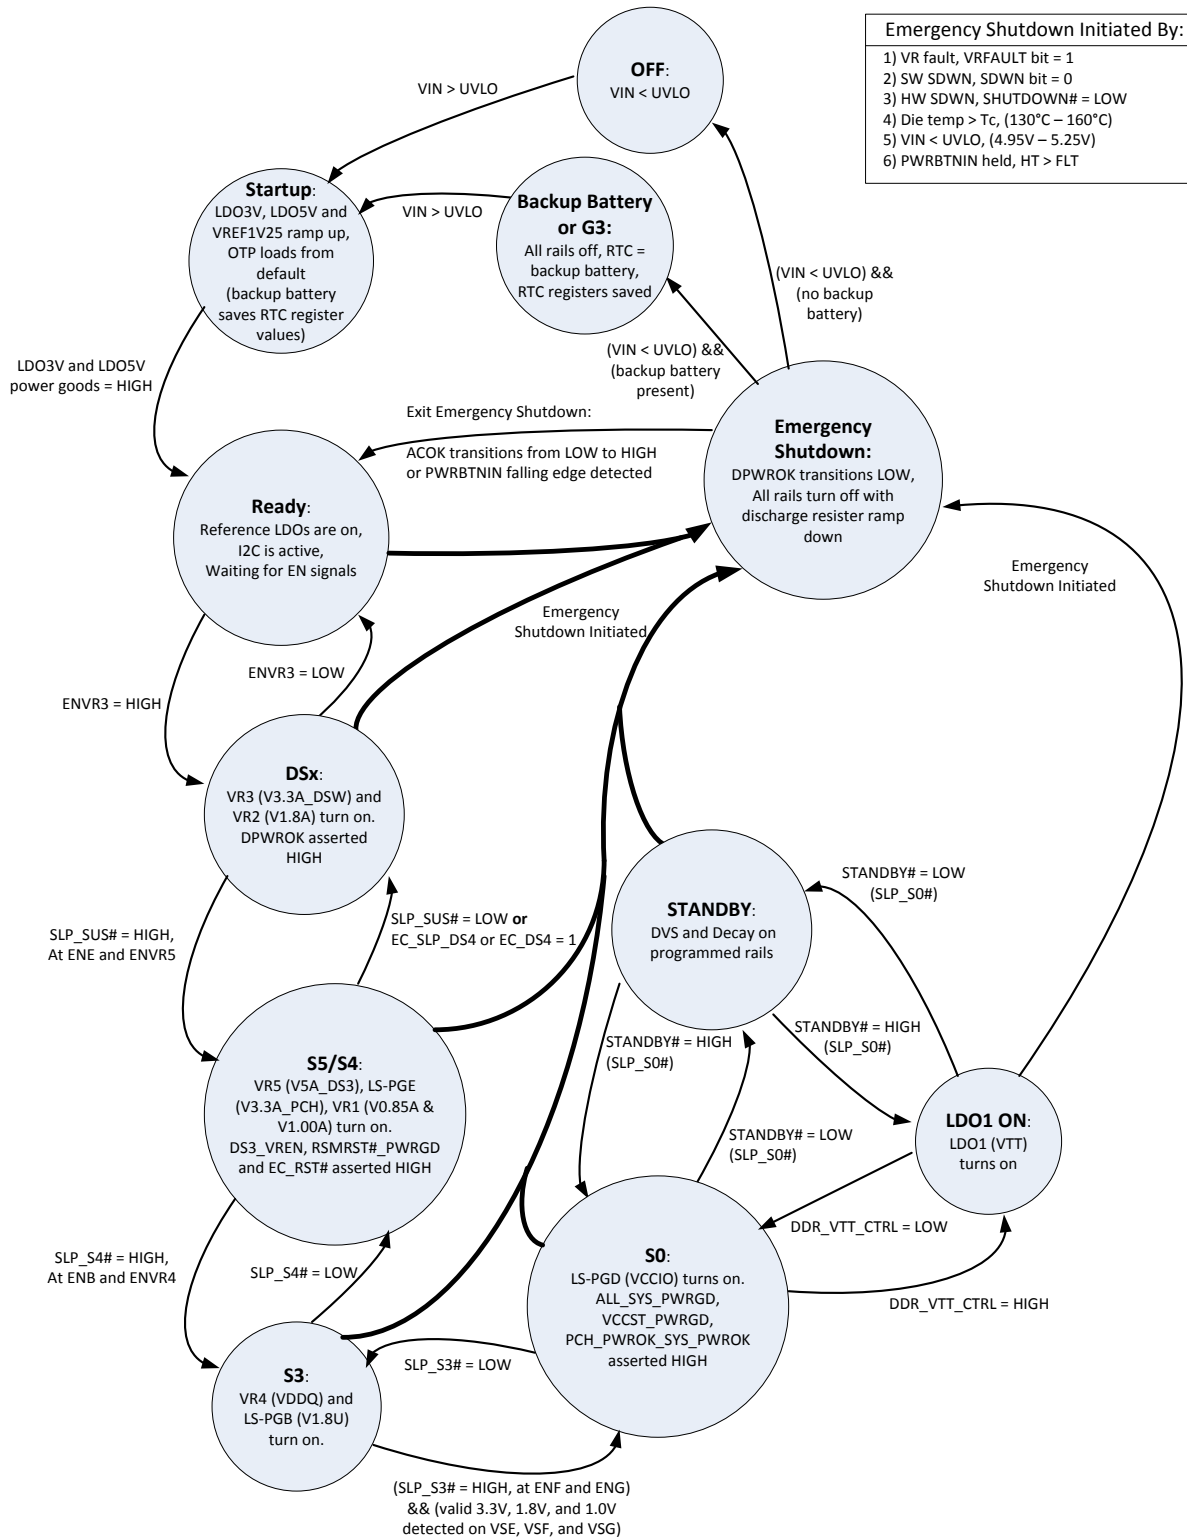 Emergency Shutdown Initiated By:
1) VR fault, VRFAULT bit = 1
2) SW SDWN, SDWN bit = 0
3) HW SDWN, SHUTDOWN# = LOW
4) Die temp > Tc, (130°C – 160°C)
5) VIN < UVLO, (4.95V – 5.25V)
6) PWRBTNIN held, HT > FLT
OFF:
VIN < UVLO
VIN > UVLO
Startup:
LDO3V, LDO5V and
VREF1V25 ramp up,
OTP loads from
default
(backup battery
saves RTC register
values)
VIN > UVLO
Backup Battery
or G3:
All rails off, RTC =
backup battery,
RTC registers saved
(VIN < UVLO) &&
(no backup
battery)
(VIN < UVLO) &&
(backup battery
present)
LDO3V and LDO5V
power goods = HIGH
Exit Emergency Shutdown:
ACOK transitions from LOW to HIGH
or PWRBTNIN falling edge detected
Emergency
Shutdown:
DPWROK transitions LOW,
All rails turn off with
discharge resister ramp
down
Ready:
Reference LDOs are on,
I2C is active,
Waiting for EN signals
Emergency
Shutdown Initiated
Emergency
Shutdown Initiated
ENVR3 = LOW
ENVR3 = HIGH
DSx:
VR3 (V3.3A_DSW) and
VR2 (V1.8A) turn on.
DPWROK asserted
HIGH
SLP_SUS# = HIGH,
At ENE and ENVR5
SLP_SUS# = LOW or
EC_SLP_DS4 or EC_DS4 = 1
STANDBY:
DVS and Decay on
programmed rails
STANDBY# = LOW
(SLP_S0#)
STANDBY# = HIGH
(SLP_S0#)
STANDBY# = HIGH
(SLP_S0#)
STANDBY# = LOW
(SLP_S0#)
S5/S4:
VR5 (V5A_DS3), LS-PGE
(V3.3A_PCH), VR1 (V0.85A &
V1.00A) turn on.
DS3_VREN, RSMRST#_PWRGD
and EC_RST# asserted HIGH
LDO1 ON:
LDO1 (VTT)
turns on
DDR_VTT_CTRL = LOW
DDR_VTT_CTRL = HIGH
SLP_S4# = HIGH,
At ENB and ENVR4
SLP_S4# = LOW
S0:
LS-PGD (VCCIO) turns on.
ALL_SYS_PWRGD,
VCCST_PWRGD,
PCH_PWROK_SYS_PWROK
asserted HIGH
SLP_S3# = LOW
S3:
VR4 (VDDQ) and
LS-PGB (V1.8U)
turn on.
(SLP_S3# = HIGH, at ENF and ENG)
&& (valid 3.3V, 1.8V, and 1.0V
detected on VSE, VSF, and VSG)